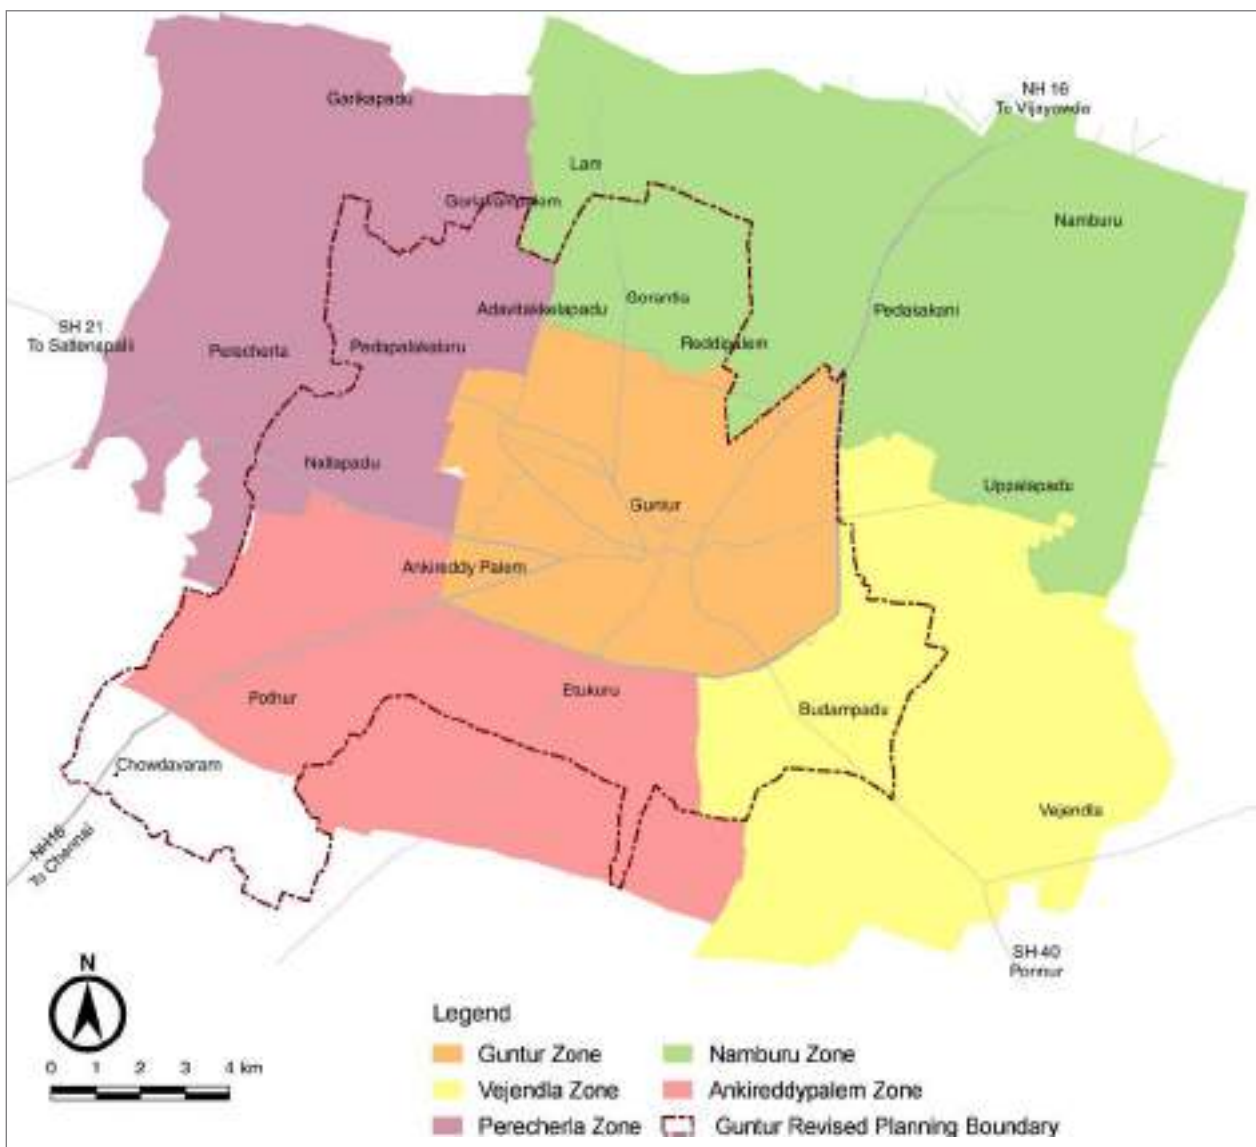 NH 16
To Vijayawda
Garikapadu
Lam
Namburu
Adavitakkelapadu
Gorantla
Pedakakani
SH 21
To Sattenapalli
Perecherla
Pedapalakaluru
Reddipalem
Nallapadu
Uppalapadu
Guntur
Ankireddy Palem
Etukuru
Pothur
Budampadu
Chowdavaram
Vejendla
NH16
To Chennai
SH-40
Ponnur
N
0 1 2 3 4 km
Legend
Guntur Zone
Namburu Zone
Vejendla Zone
Ankireddypalem Zone
Perecherla Zone
Guntur Revised Planning Boundary